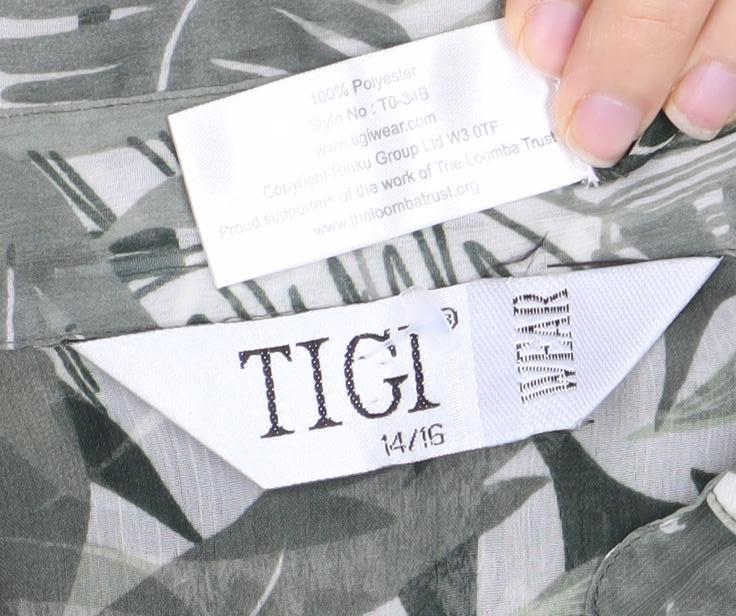 100% Polyester
Style No : T0-34B
www.tigiwear.com
Copyright-Rinku Group Ltd W3 0TF
Proud supporters of the work of The Loomba Trust
www.theloombatrust.org
TIGI®
WEAR
14/16